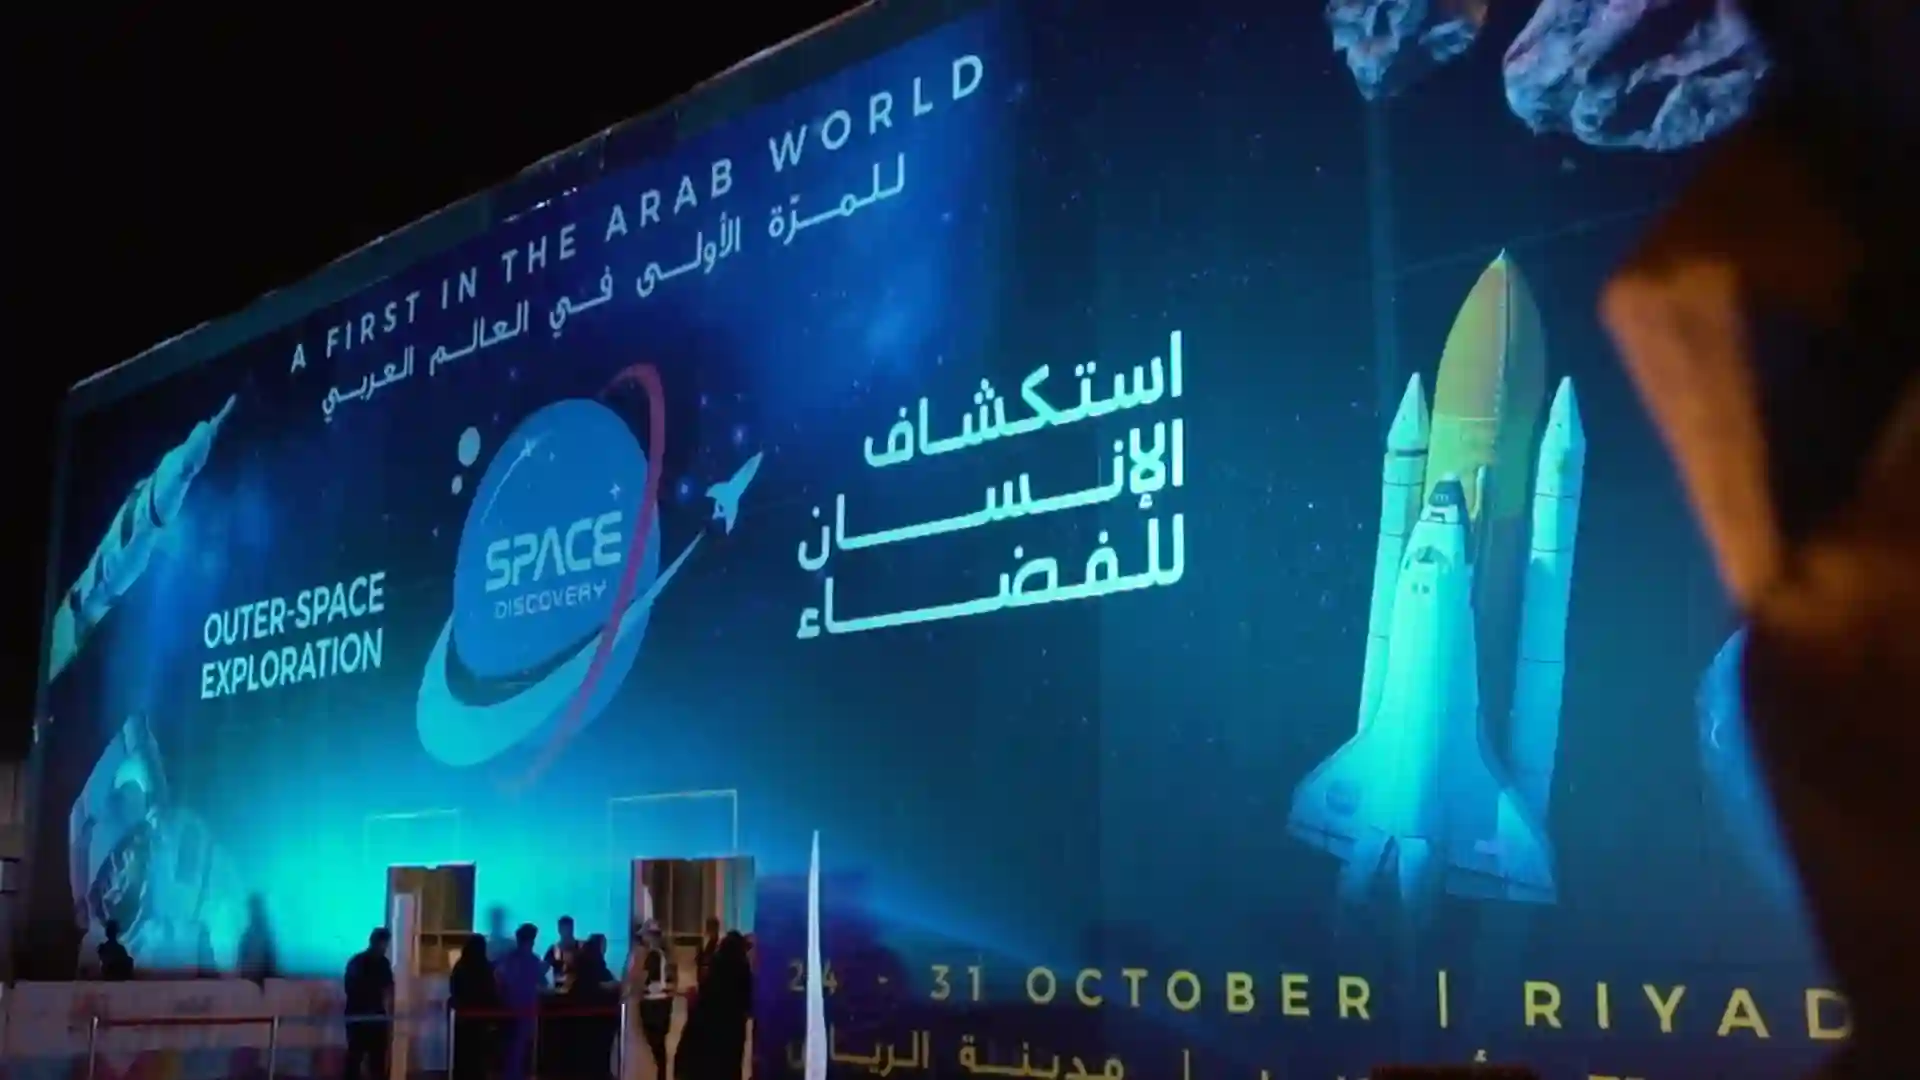 A FIRST IN THE ARAB WORLD
للمرّة الأولى في العالم العربي
OUTER-SPACE
EXPLORATION
SPACE
DISCOVERY
استكشاف
الإنسان
للفضاء
24 - 31 OCTOBER | RIYAD
مدينة الرياض